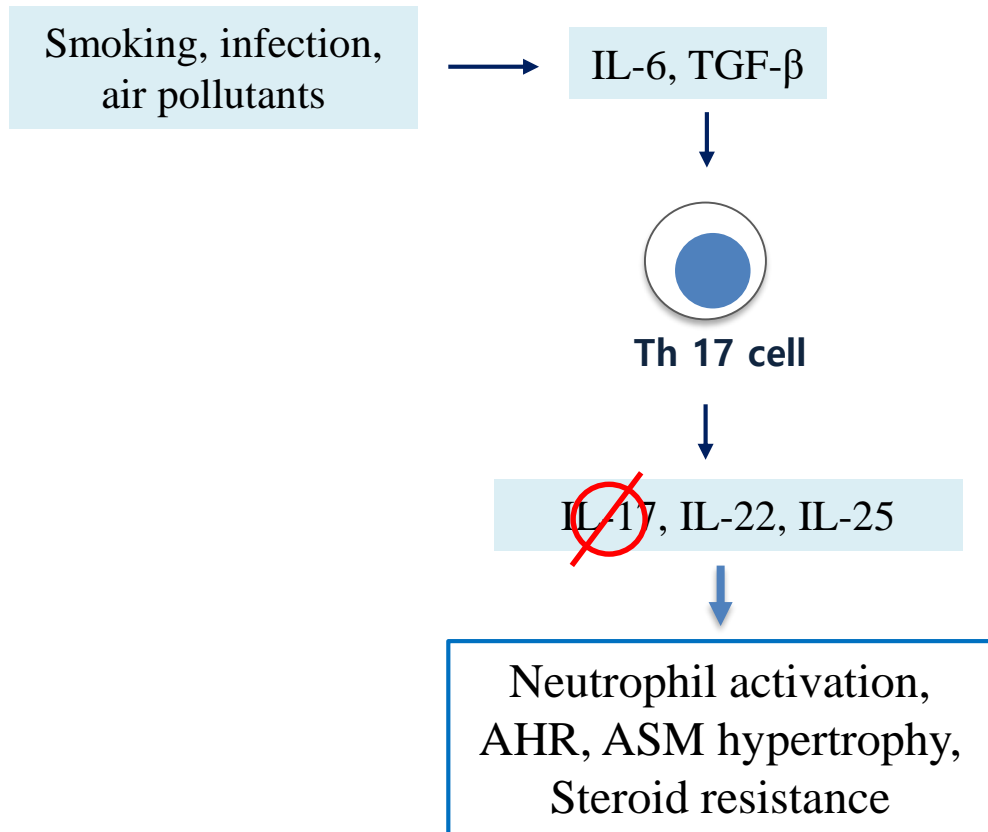 Smoking, infection,
air pollutants
IL-6, TGF-β
Th 17 cell
IL-17, IL-22, IL-25
Neutrophil activation,
AHR, ASM hypertrophy,
Steroid resistance